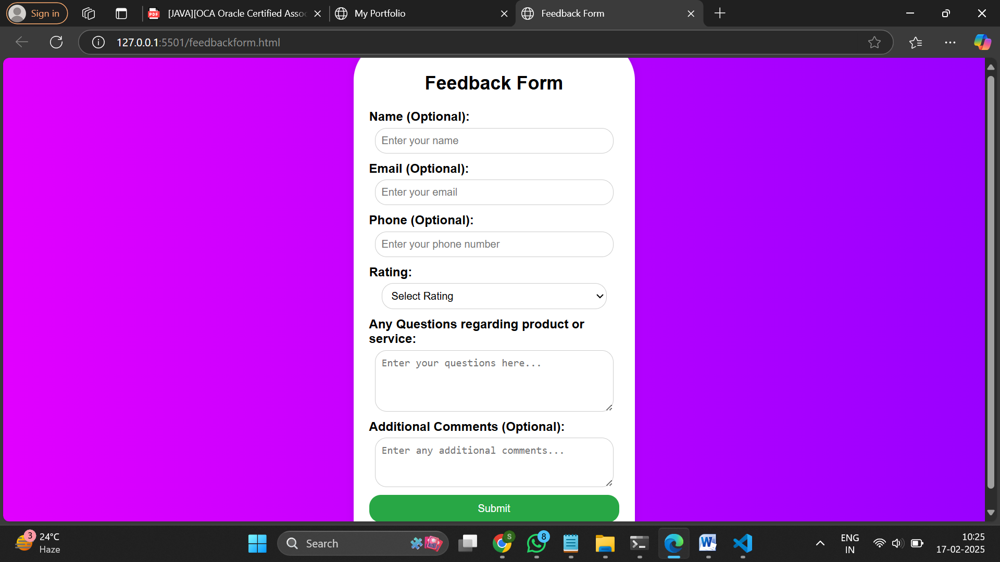 Sign in
[JAVA][OCA Oracle Certified Asso
My Portfolio
Feedback Form
127.0.0.1:5501/feedbackform.html
Feedback Form
Name (Optional):
Enter your name
Email (Optional):
Enter your email
Phone (Optional):
Enter your phone number
Rating:
Select Rating
Any Questions regarding product or
service:
Enter your questions here...
Additional Comments (Optional):
Enter any additional comments...
Submit
3
24°C
Haze
Search
S
8
ENG
IN
10:25
17-02-2025